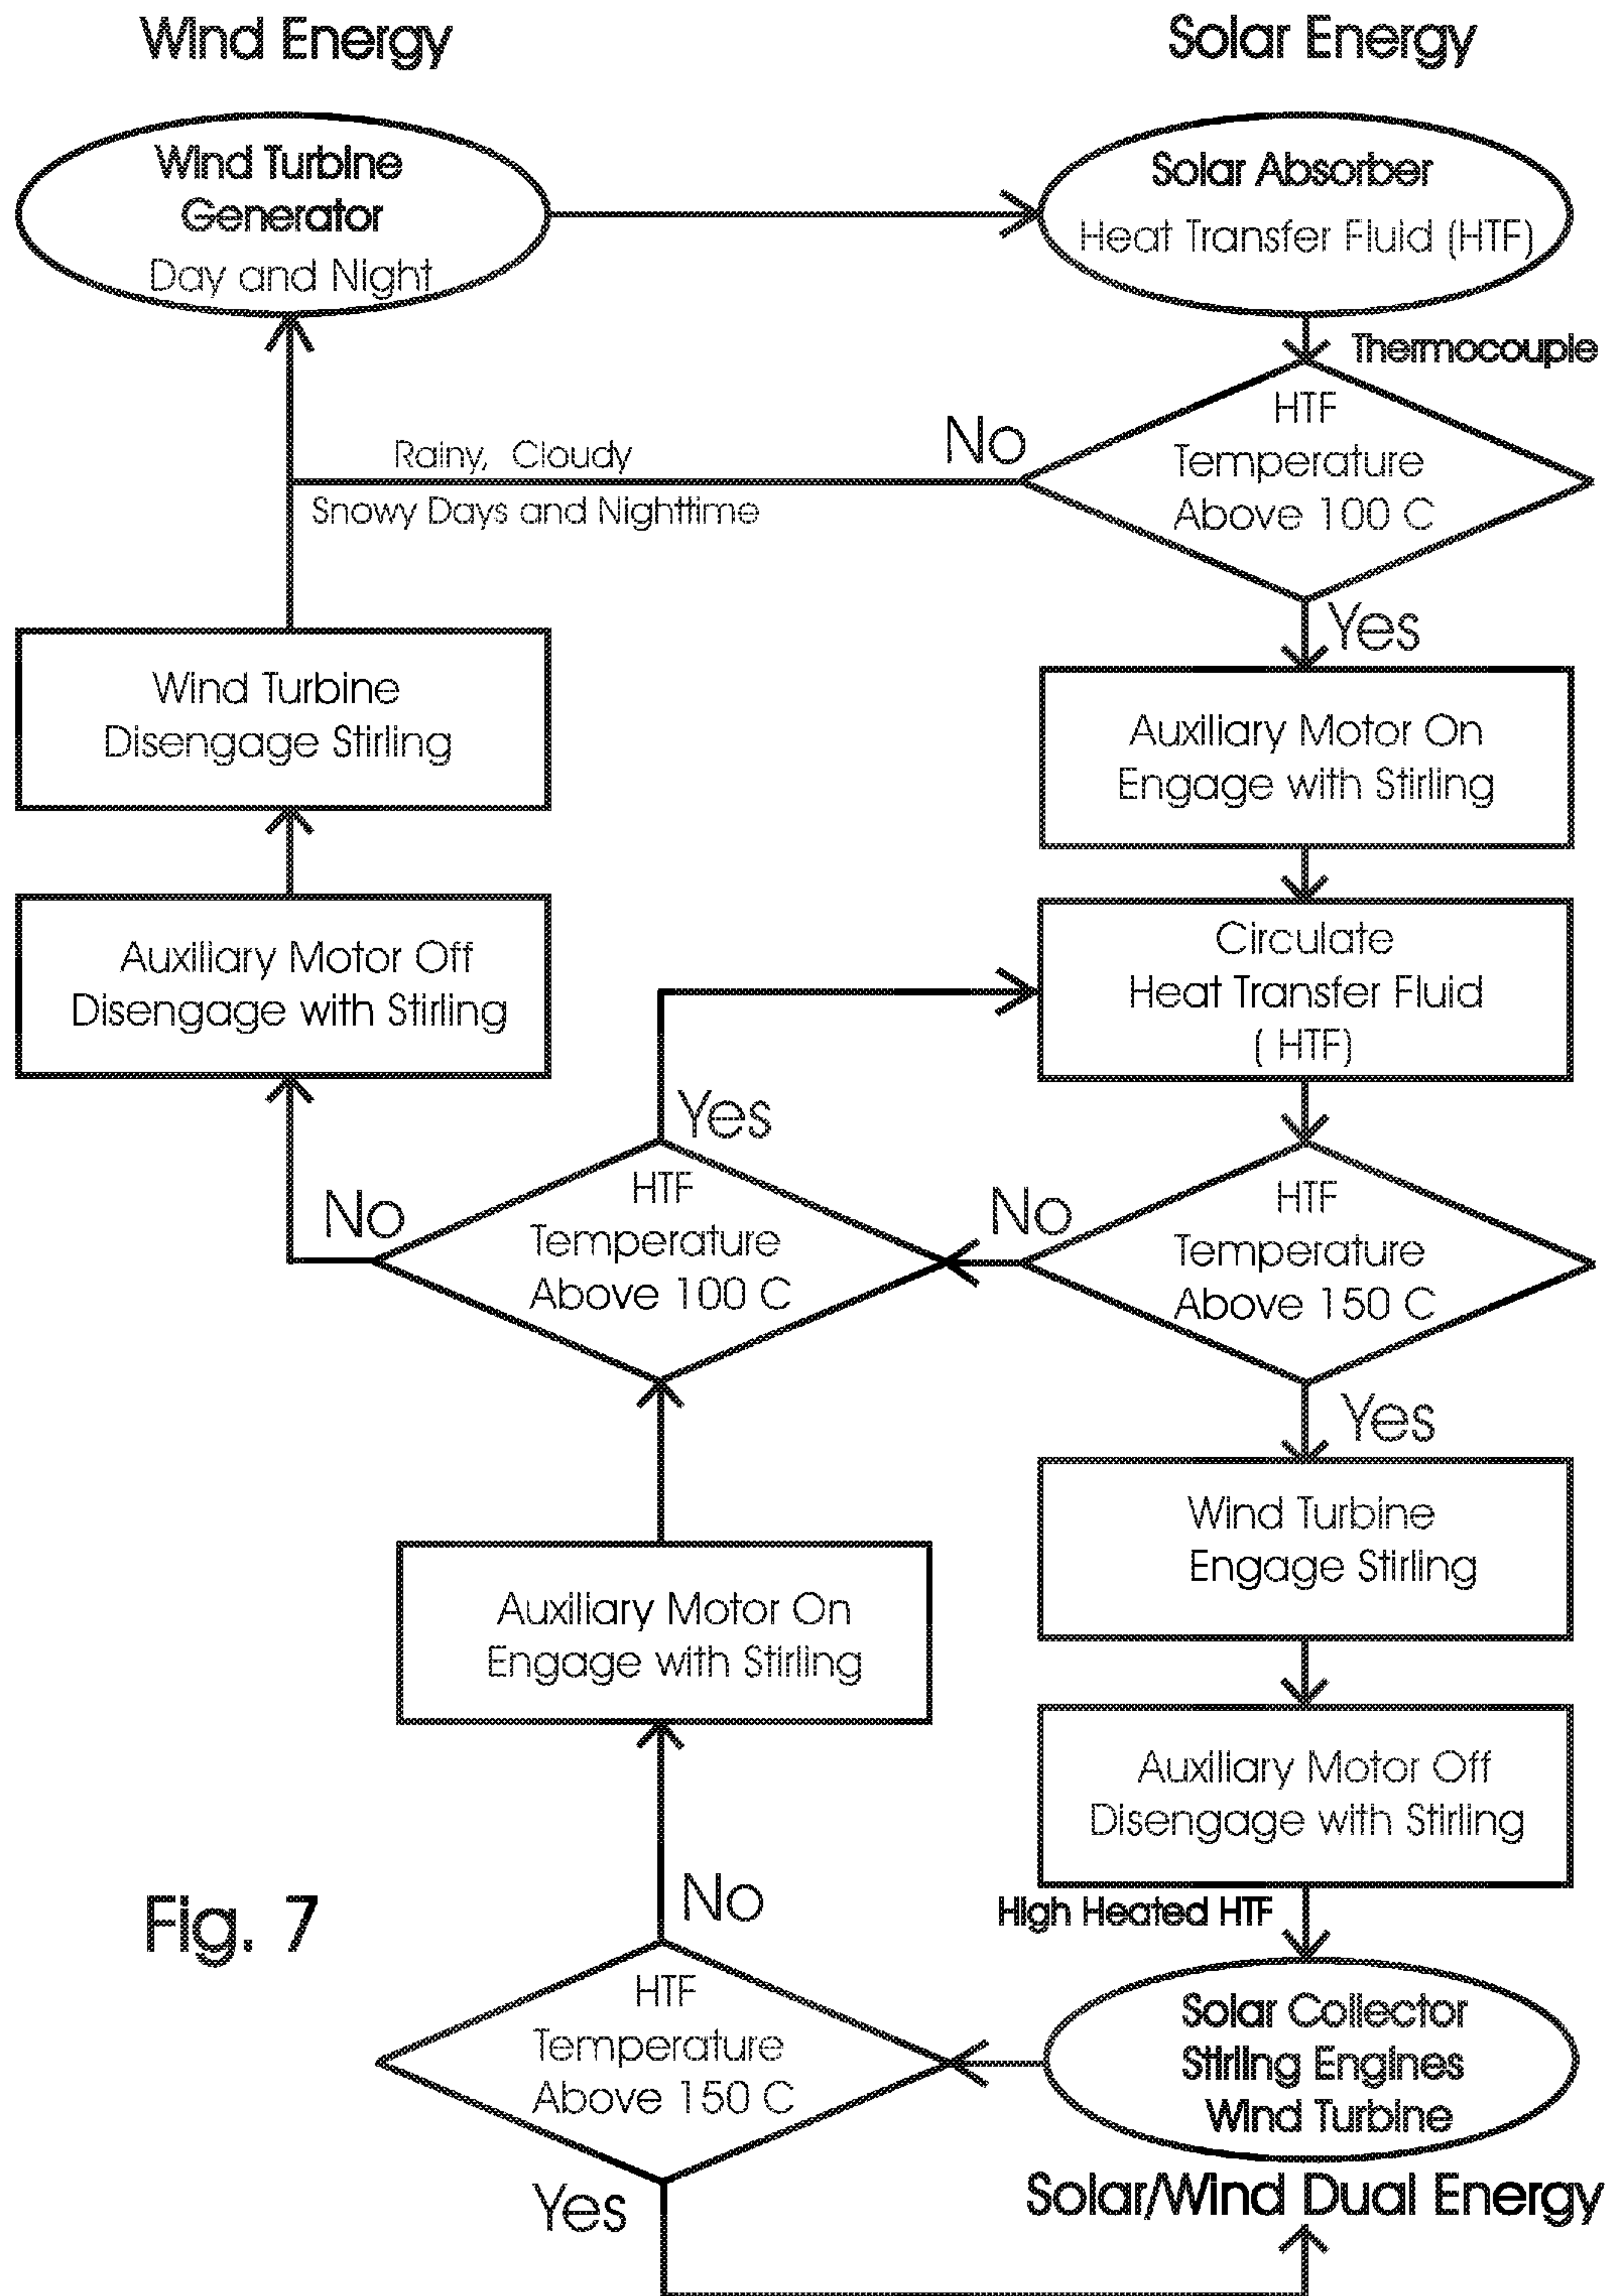 Wind Energy
Solar Energy
Wind Turbine
Generator
Day and Night
Solar Absorber
Heat Transfer Fluid (HTF)
Thermocouple
HTF
Temperature
Above 100 C
No
Rainy,  Cloudy
Snowy Days and Nighttime
Yes
Wind Turbine
Disengage Stirling
Auxiliary Motor On
Engage with Stirling
Auxiliary Motor Off
Disengage with Stirling
Circulate
Heat Transfer Fluid
( HTF)
Yes
HTF
Temperature
Above 100 C
No
No
HTF
Temperature
Above 150 C
Yes
Wind Turbine
Engage Stirling
Auxiliary Motor On
Engage with Stirling
Auxiliary Motor Off
Disengage with Stirling
No
High Heated HTF
Fig. 7
HTF
Temperature
Above 150 C
Solar Collector
Stirling Engines
Wind Turbine
Yes
Solar/Wind Dual Energy